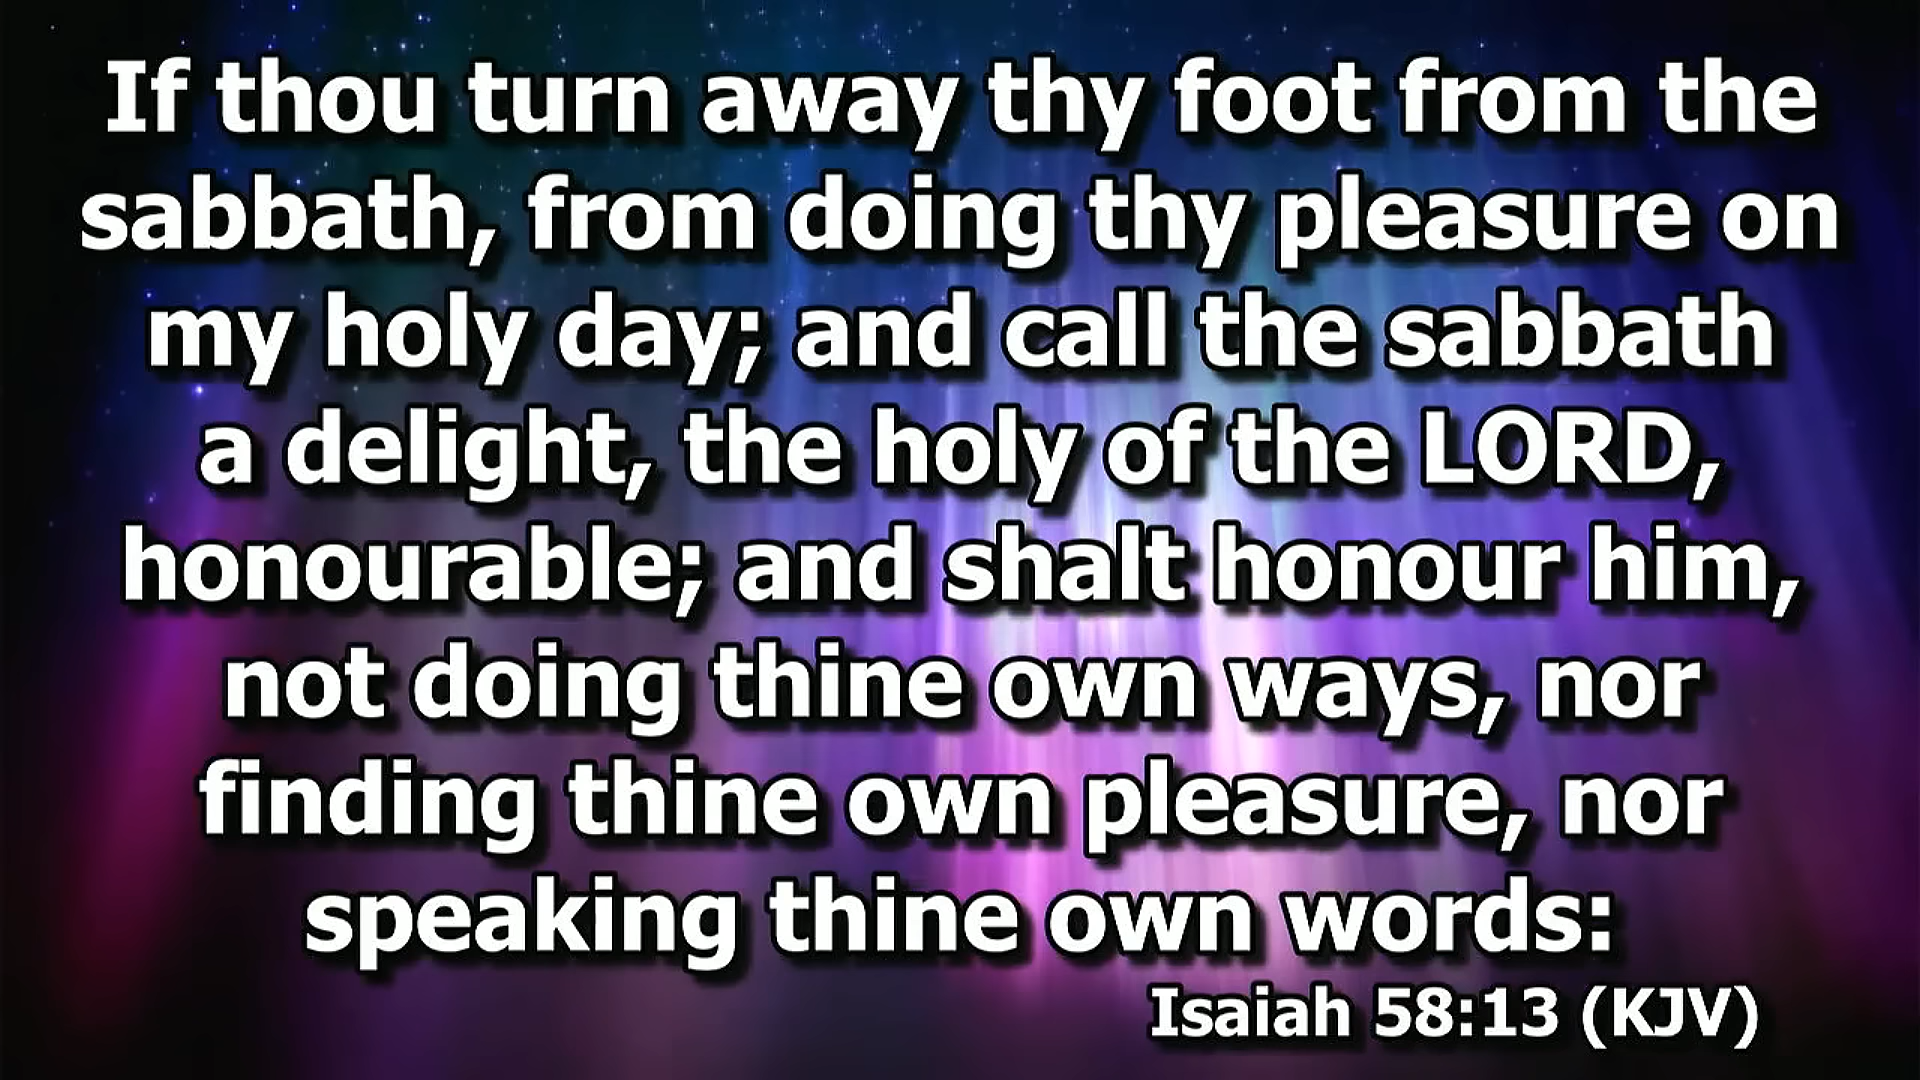 If thou turn away thy foot from the
sabbath, from doing thy pleasure on
my holy day; and call the sabbath
a delight, the holy of the LORD,
honourable; and shalt honour him,
not doing thine own ways, nor
finding thine own pleasure, nor
speaking thine own words:
Isaiah 58:13 (KJV)